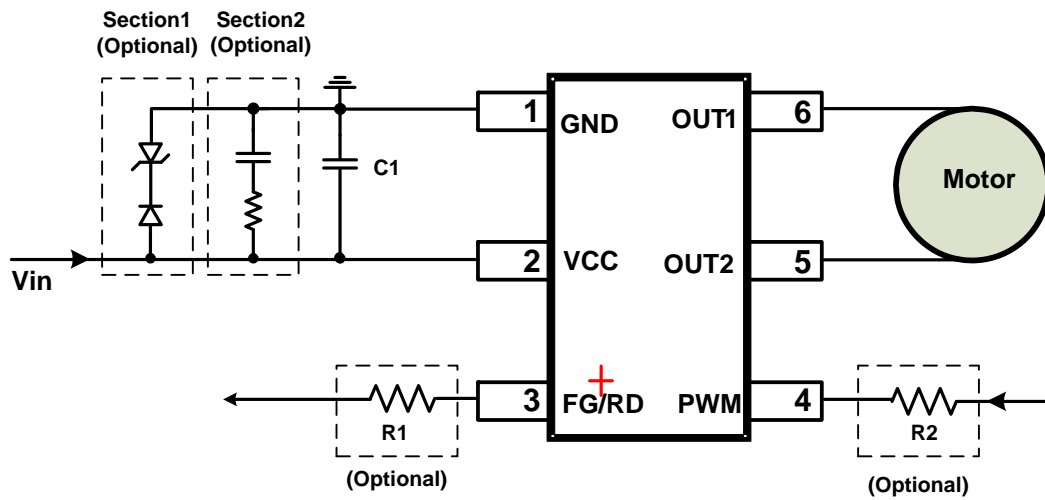 Section1
(Optional)
Section2
(Optional)
1
GND
OUT1
6
C1
Motor
Vin
2
VCC
OUT2
5
3
FG/RD
PWM
4
R1
(Optional)
R2
(Optional)